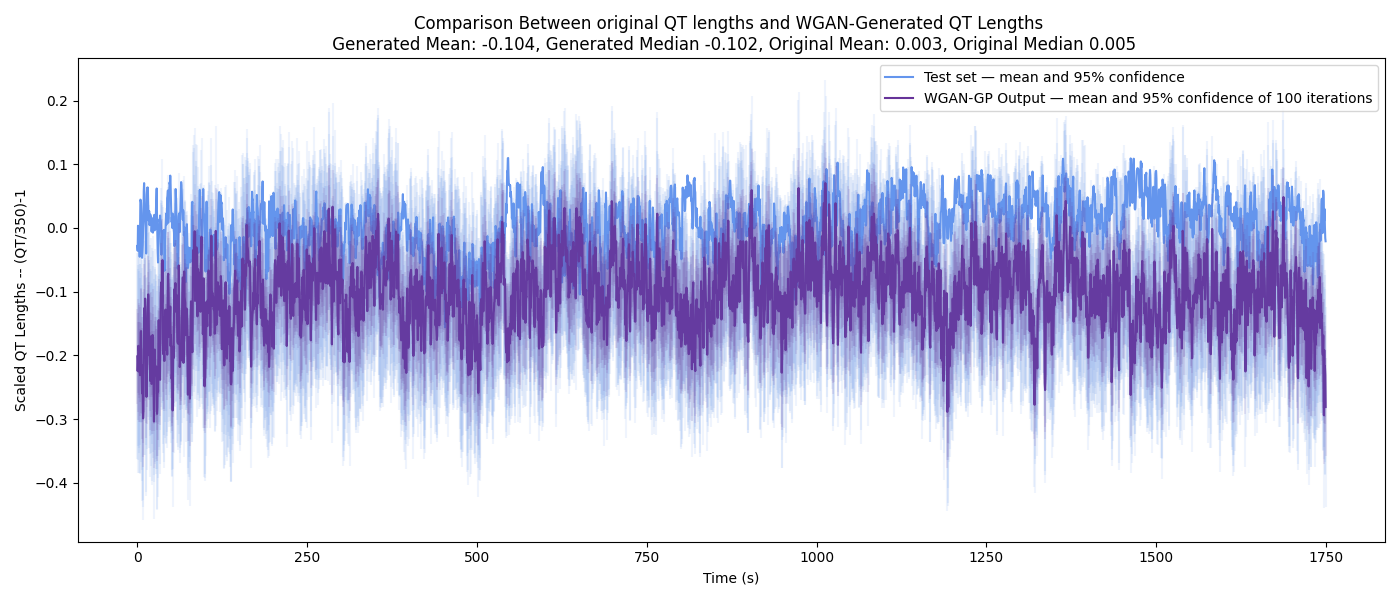 Comparison Between original QT lengths and WGAN-Generated QT Lengths
Generated Mean: -0.104, Generated Median -0.102, Original Mean: 0.003, Original Median 0.005
Test set — mean and 95% confidence
WGAN-GP Output — mean and 95% confidence of 100 iterations
Scaled QT Lengths -- (QT/350)-1
0.2
0.1
0.0
−0.1
−0.2
−0.3
−0.4
0 250 500 750 1000 1250 1500 1750
Time (s)